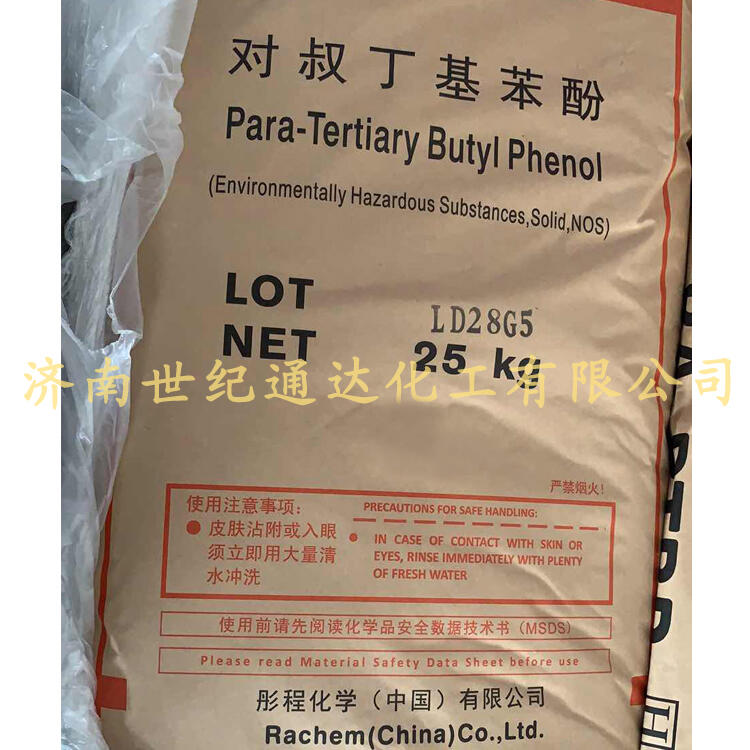 对叔丁基苯酚
Para-Tertiary Butyl Phenol
(Environmentally Hazardous Substances,Solid,NOS)
LOT LD28G5
NET 25 kg
济南世纪通达化工有限公司
严禁烟火!
使用注意事项:
● 皮肤沾附或入眼
须立即用大量清
水冲洗
PRECAUTIONS FOR SAFE HANDLING:
● IN CASE OF CONTACT WITH SKIN OR
EYES, RINSE IMMEDIATELY WITH PLENTY
OF FRESH WATER
使用前请先阅读化学品安全数据技术书(MSDS)
Please read Material Safety Data Sheet before use
彤程化学(中国)有限公司
Rachem(China)Co.,Ltd.
PTBP